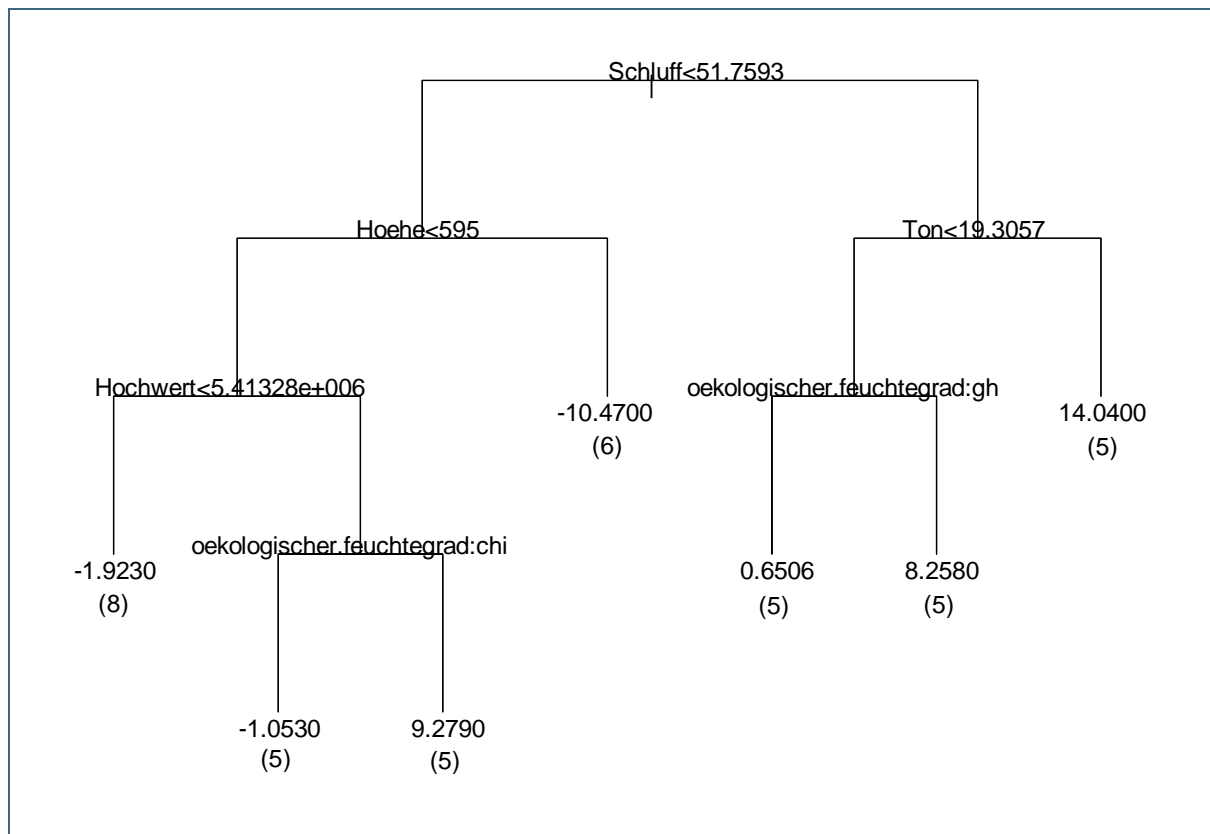 Schluff<51.7593
Hoehe<595
Ton<19.3057
Hochwert<5.41328e+006
oekologischer.feuchtegrad:gh
-10.4700
(6)
14.0400
(5)
oekologischer.feuchtegrad:chi
-1.9230
(8)
0.6506
(5)
8.2580
(5)
-1.0530
(5)
9.2790
(5)